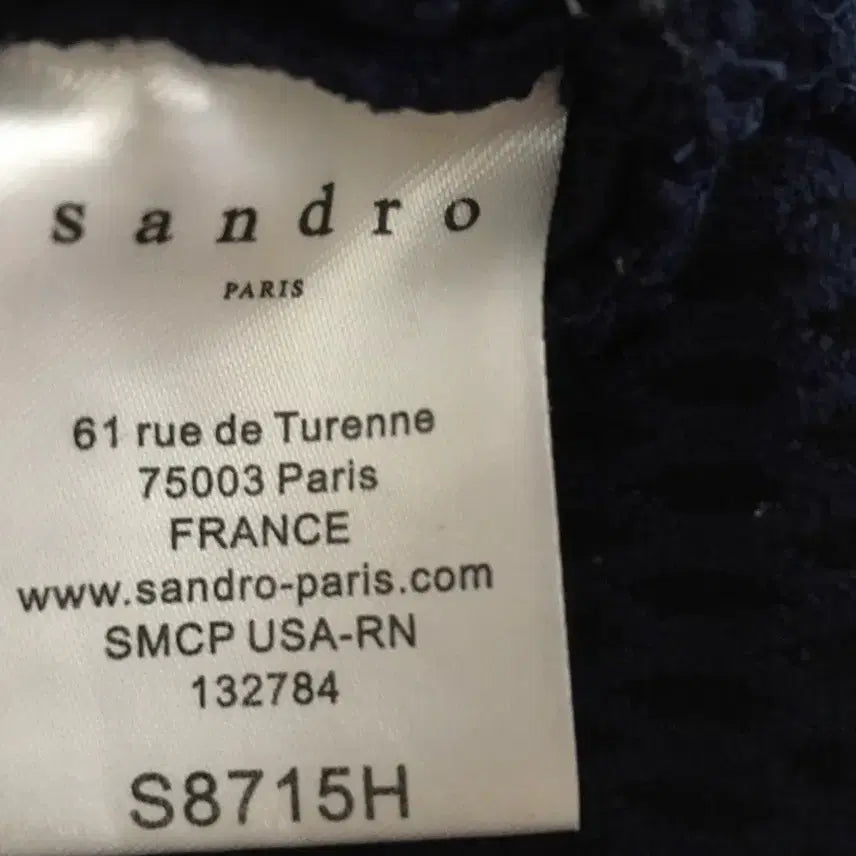 sandro
PARIS
61 rue de Turenne
75003 Paris
FRANCE
www.sandro-paris.com
SMCP USA-RN
132784
S8715H